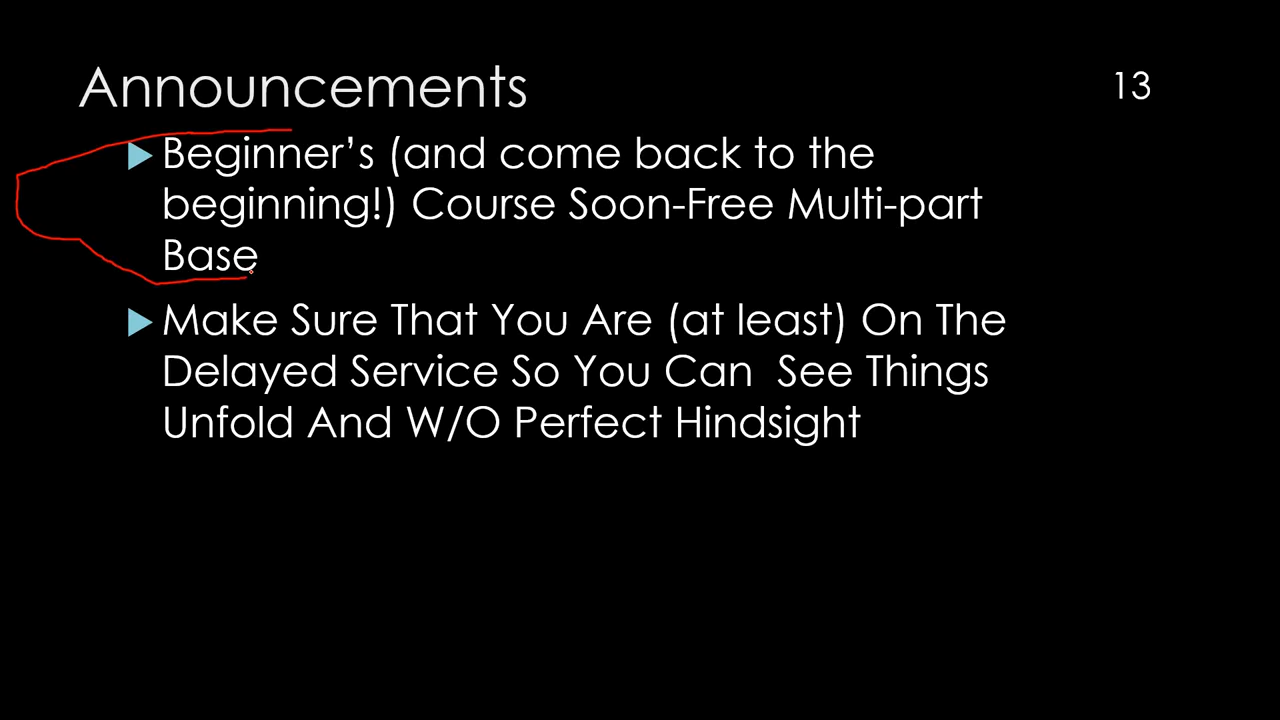 Announcements
13
Beginner’s (and come back to the
beginning!) Course Soon-Free Multi-part
Base
Make Sure That You Are (at least) On The
Delayed Service So You Can  See Things
Unfold And W/O Perfect Hindsight